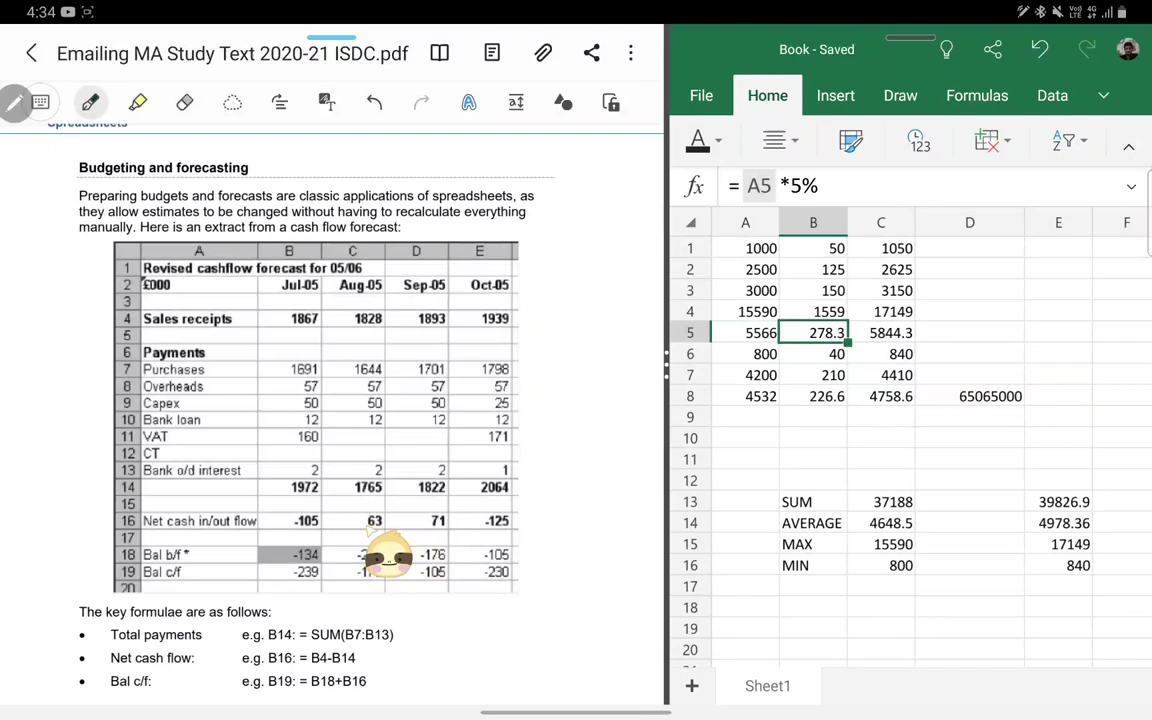 4:34
Vo) 4G
LTE
Emailing MA Study Text 2020-21 ISDC.pdf
Spreadsheets
Budgeting and forecasting
Preparing budgets and forecasts are classic applications of spreadsheets, as
they allow estimates to be changed without having to recalculate everything
manually. Here is an extract from a cash flow forecast:
A B C D E
1 Revised cashflow forecast for 05/06
2 £000 Jul-05 Aug-05 Sep-05 Oct-05
3
4 Sales receipts 1867 1828 1893 1939
5
6 Payments
7 Purchases 1691 1644 1701 1798
8 Overheads 57 57 57 57
9 Capex 50 50 50 25
10 Bank loan 12 12 12 12
11 VAT 160 171
12 CT
13 Bank o/d interest 2 2 2 1
14 1972 1765 1822 2064
15
16 Net cash in/out flow -105 63 71 -125
17
18 Bal b/f * -134 -176 -105
19 Bal c/f -239 -105 -230
20
The key formulae are as follows:
• Total payments e.g. B14: = SUM(B7:B13)
• Net cash flow: e.g. B16: = B4-B14
• Bal c/f: e.g. B19: = B18+B16
Book - Saved
File Home Insert Draw Formulas Data
A 123
fx = A5 *5%
A B C D E F
1 1000 50 1050
2 2500 125 2625
3 3000 150 3150
4 15590 1559 17149
5 5566 278.3 5844.3
6 800 40 840
7 4200 210 4410
8 4532 226.6 4758.6 65065000
9
10
11
12
13 SUM 37188 39826.9
14 AVERAGE 4648.5 4978.36
15 MAX 15590 17149
16 MIN 800 840
17
18
19
20
+ Sheet1